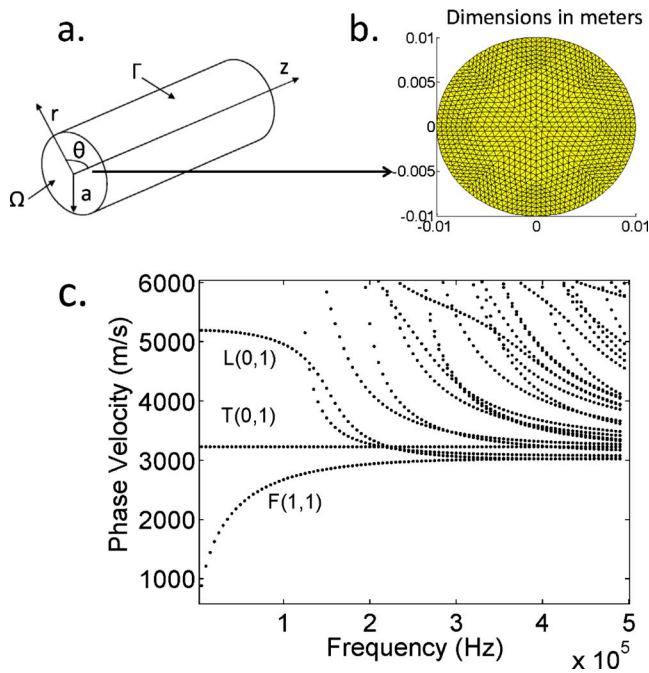 a.
Γ
r
z
θ
Ω
a
b.
Dimensions in meters
0.01
0.005
0
-0.005
-0.01
-0.01
0
0.01
c.
Phase Velocity (m/s)
6000
5000
4000
3000
2000
1000
L(0,1)
T(0,1)
F(1,1)
1
2
3
4
5
Frequency (Hz)
x 10⁵